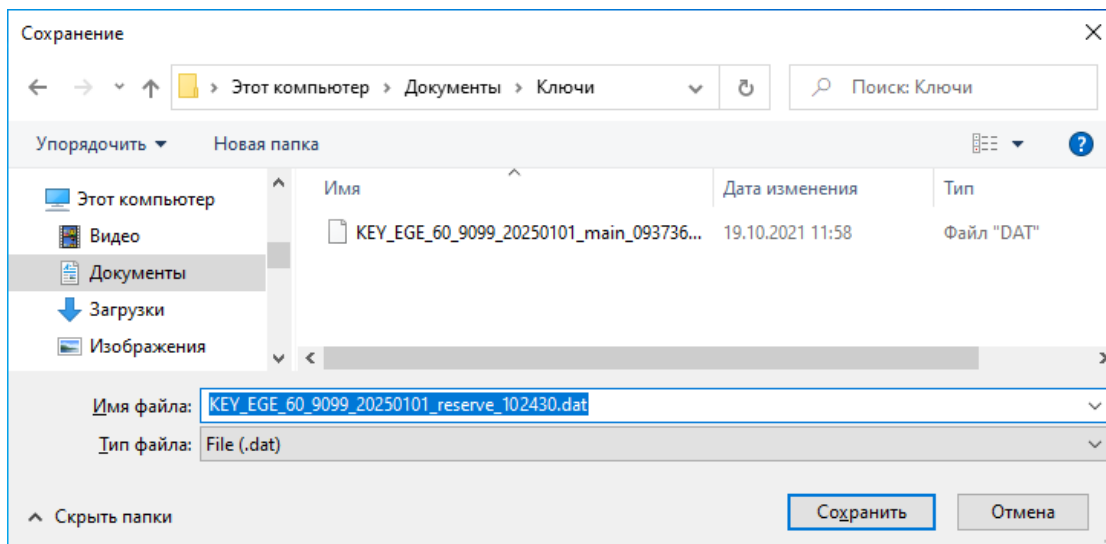 Сохранение
Этот компьютер › Документы › Ключи
Поиск: Ключи
Упорядочить
Новая папка
Имя
Дата изменения
Тип
Этот компьютер
Видео
Документы
Загрузки
Изображения
KEY_EGE_60_9099_20250101_main_093736... 19.10.2021 11:58 Файл "DAT"
Имя файла: KEY_EGE_60_9099_20250101_reserve_102430.dat
Тип файла: File (.dat)
Скрыть папки
Сохранить
Отмена